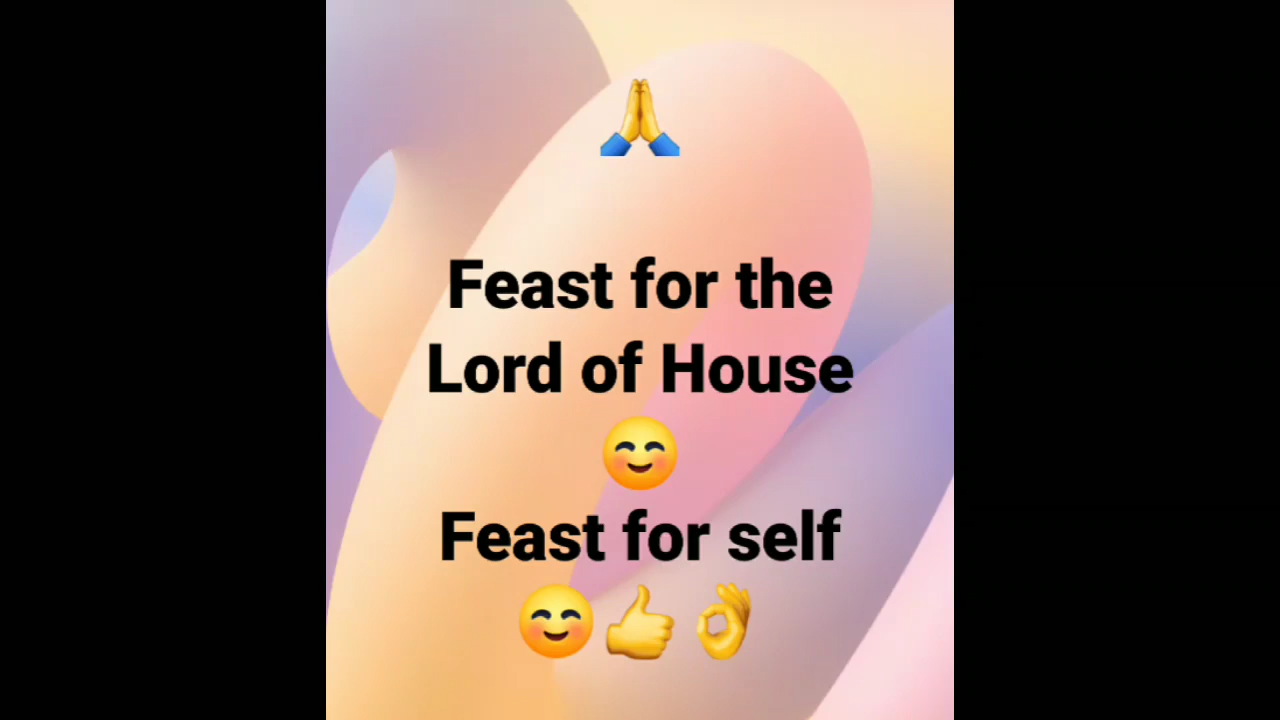 🙏
Feast for the
Lord of House
😊
Feast for self
😊👍👌